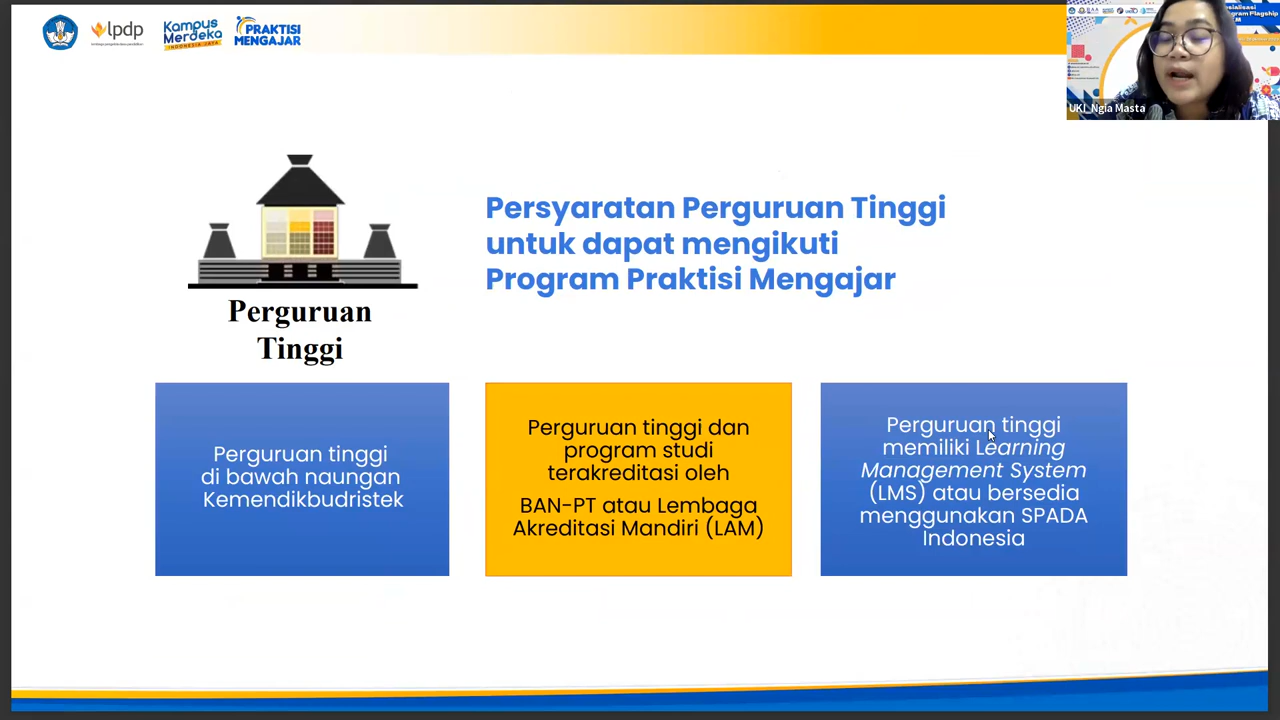 lpdp
Kampus
Merdeka
INDONESIA JAYA
PRAKTISI
MENGAJAR
UKI_Ngia Masta
Persyaratan Perguruan Tinggi
untuk dapat mengikuti
Program Praktisi Mengajar
Perguruan
Tinggi
Perguruan tinggi
di bawah naungan
Kemendikbudristek
Perguruan tinggi dan
program studi
terakreditasi oleh
BAN-PT atau Lembaga
Akreditasi Mandiri (LAM)
Perguruan tinggi
memiliki Learning
Management System
(LMS) atau bersedia
menggunakan SPADA
Indonesia